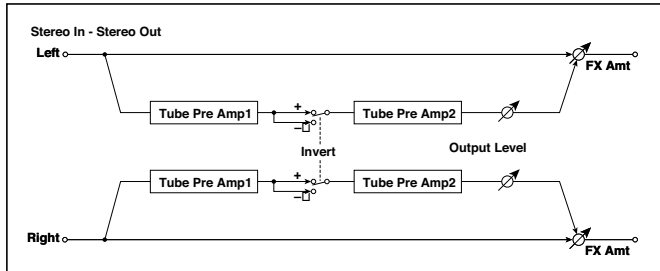 Stereo In - Stereo Out
Left
FX Amt
Tube Pre Amp1
+
Tube Pre Amp2
−
Invert
Output Level
Tube Pre Amp1
+
Tube Pre Amp2
−
Right
FX Amt